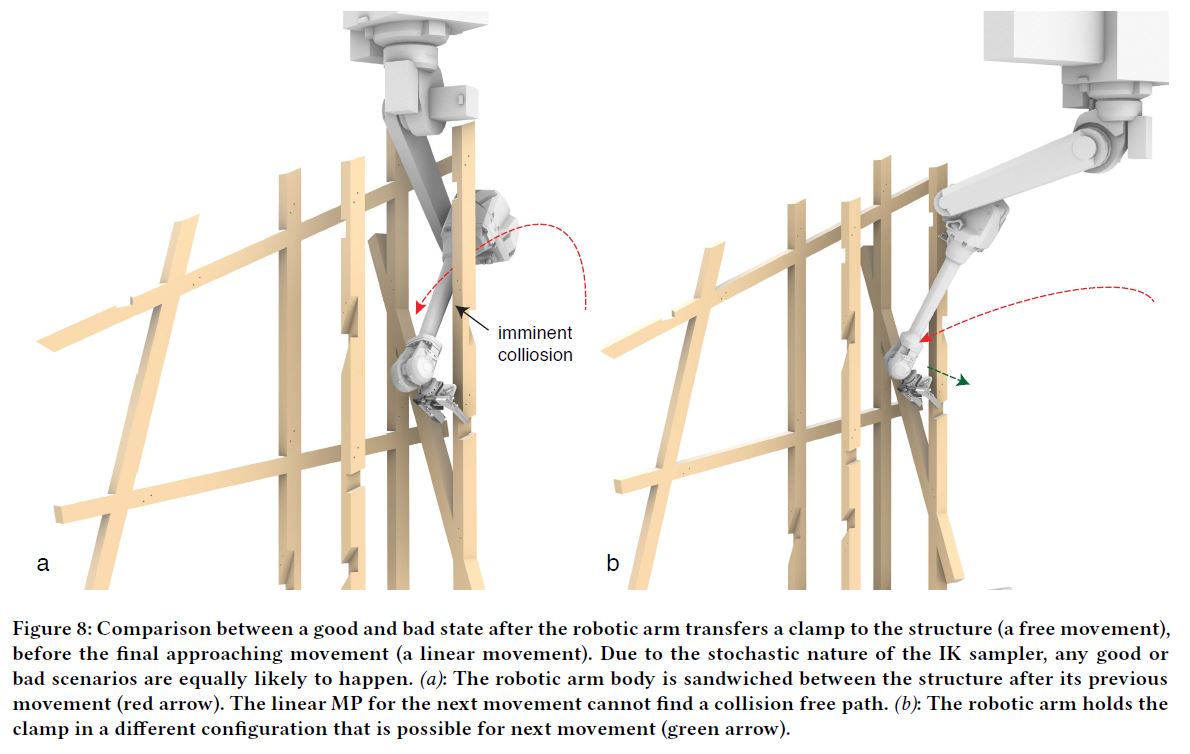 imminent
colliosion
a
b
Figure 8: Comparison between a good and bad state after the robotic arm transfers a clamp to the structure (a free movement),
before the final approaching movement (a linear movement). Due to the stochastic nature of the IK sampler, any good or
bad scenarios are equally likely to happen. (a): The robotic arm body is sandwiched between the structure after its previous
movement (red arrow). The linear MP for the next movement cannot find a collision free path. (b): The robotic arm holds the
clamp in a different configuration that is possible for next movement (green arrow).